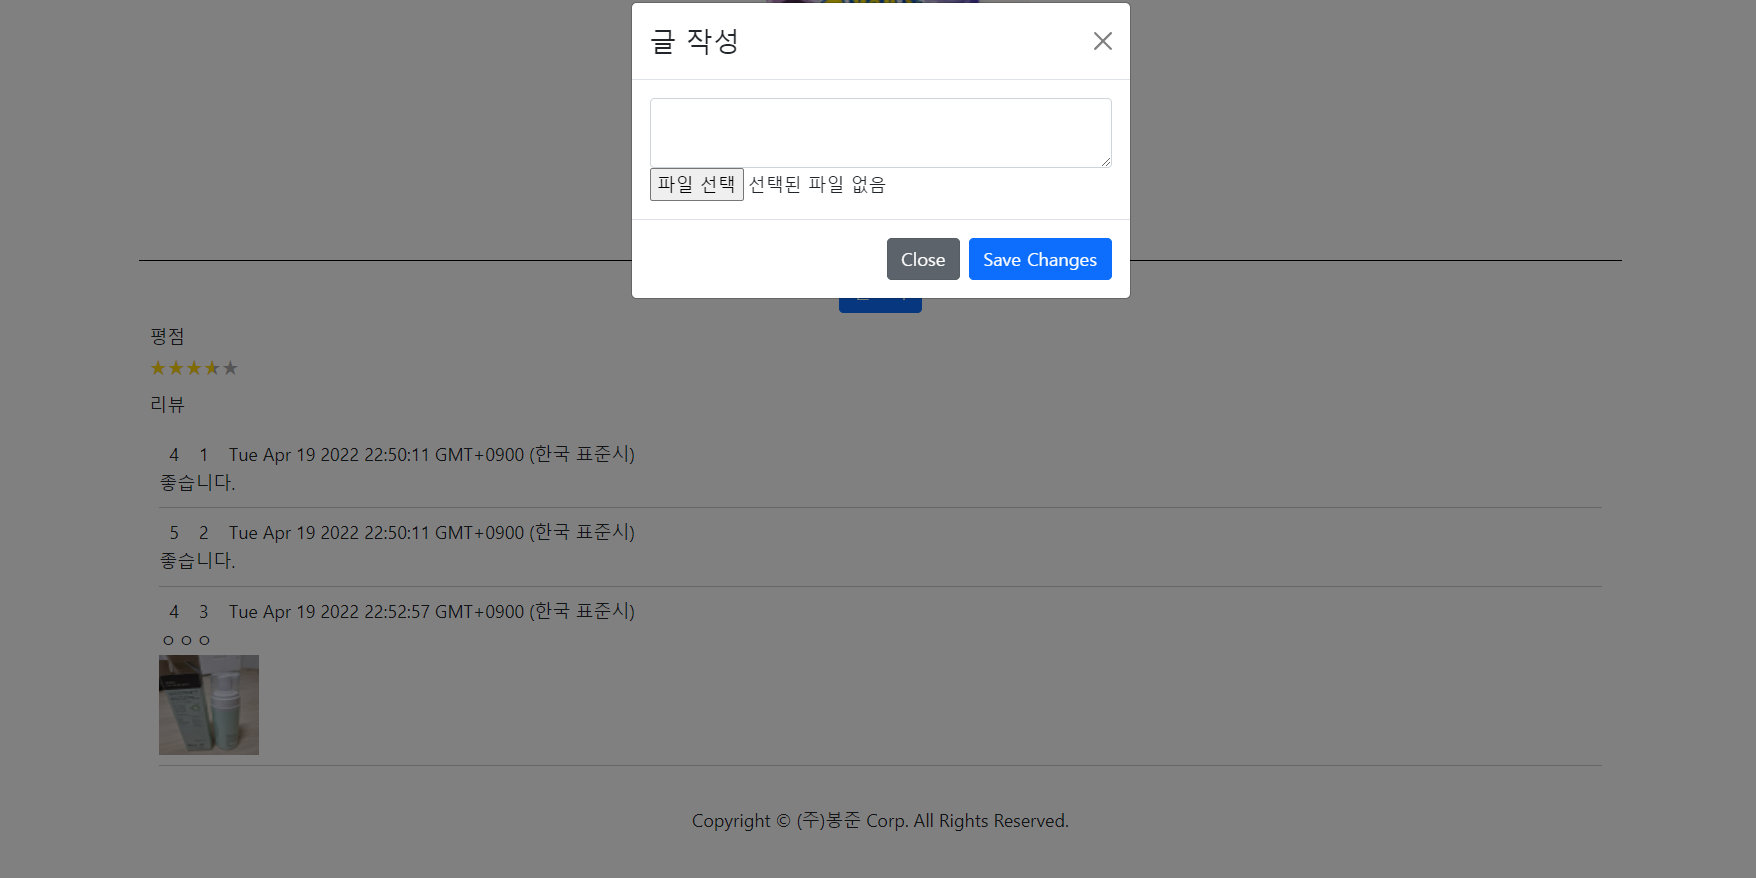 글 작성
파일 선택 선택된 파일 없음
Close Save Changes
평점
리뷰
4 1 Tue Apr 19 2022 22:50:11 GMT+0900 (한국 표준시)
좋습니다.
5 2 Tue Apr 19 2022 22:50:11 GMT+0900 (한국 표준시)
좋습니다.
4 3 Tue Apr 19 2022 22:52:57 GMT+0900 (한국 표준시)
ㅇㅇㅇ
Copyright © (주)봉준 Corp. All Rights Reserved.